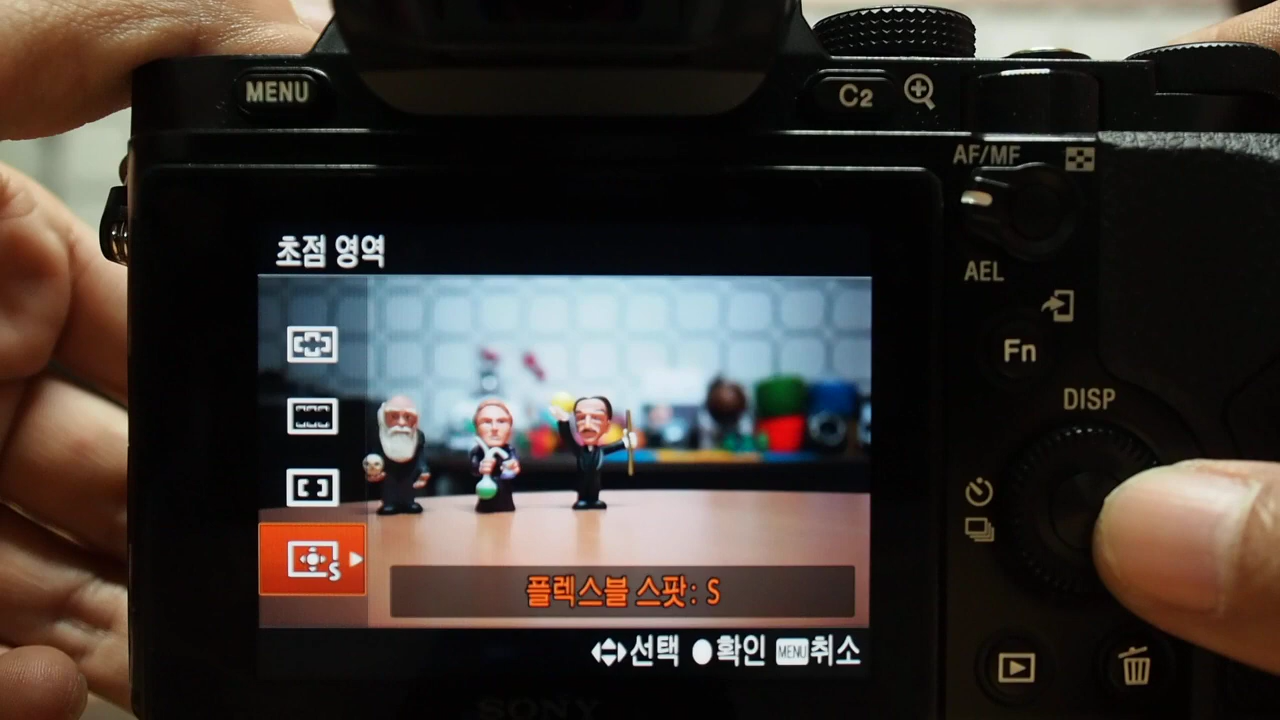 MENU
C2
AF/MF
초점 영역
AEL
Fn
DISP
S
플렉스블 스팟: S
선택 확인 MENU 취소
SONY